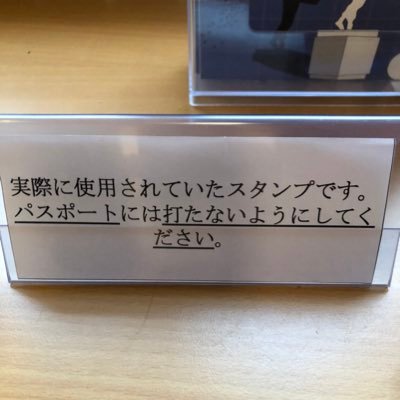 実際に使用されていたスタンプです。
パスポートには打たないようにしてく
ださい。